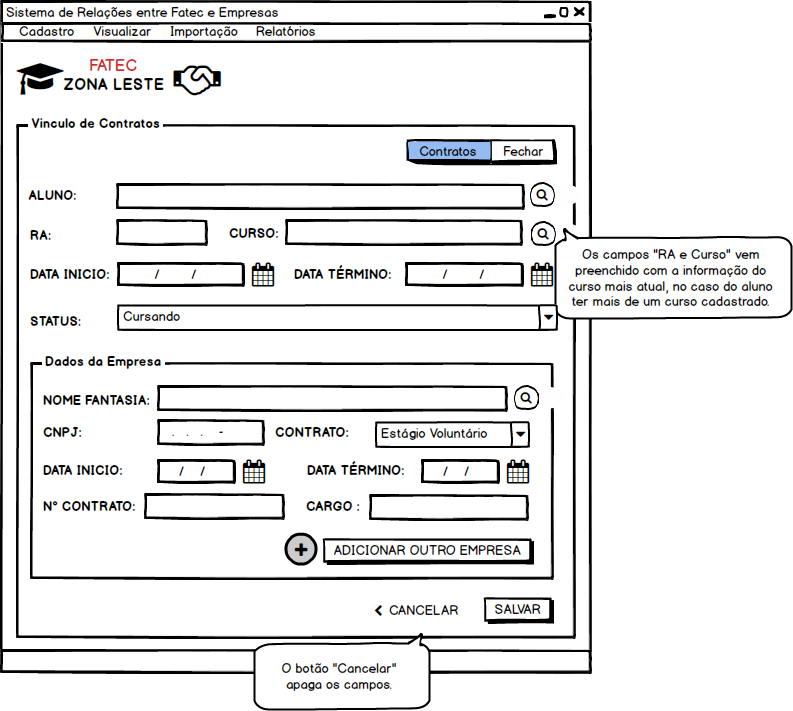 Sistema de Relações entre Fatec e Empresas
Cadastro Visualizar Importação Relatórios
FATEC
ZONA LESTE
Vinculo de Contratos
Contratos Fechar
ALUNO:
RA: CURSO:
DATA INICIO: / / DATA TÉRMINO: / /
STATUS: Cursando
Os campos "RA e Curso" vem
preenchido com a informação do
curso mais atual, no caso do aluno
ter mais de um curso cadastrado.
Dados da Empresa
NOME FANTASIA:
CNPJ: . . . - CONTRATO: Estágio Voluntário
DATA INICIO: / / DATA TÉRMINO: / /
Nº CONTRATO: CARGO :
+ ADICIONAR OUTRO EMPRESA
< CANCELAR SALVAR
O botão "Cancelar"
apaga os campos.